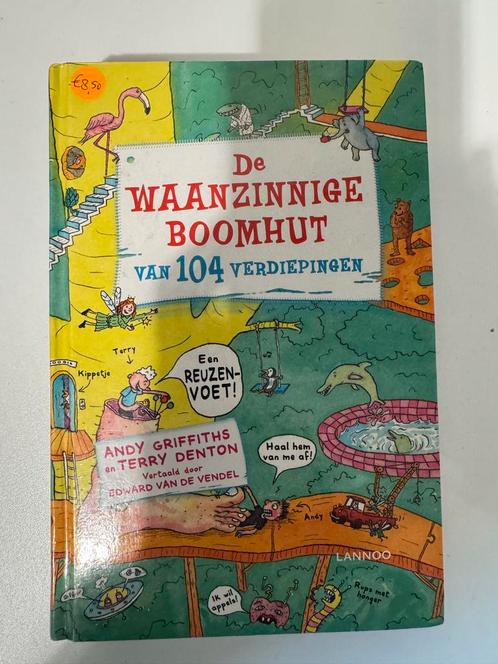 €8,50
De
WAANZINNIGE
BOOMHUT
VAN 104 VERDIEPINGEN
Terry
Kippetje
Een
REUZEN-
VOET!
ANDY GRIFFITHS
en TERRY DENTON
Vertaald door
EDWARD VAN DE VENDEL
Haal hem
van me af!
Andy
LANNOO
Ik wil
appels!
Rups met
honger